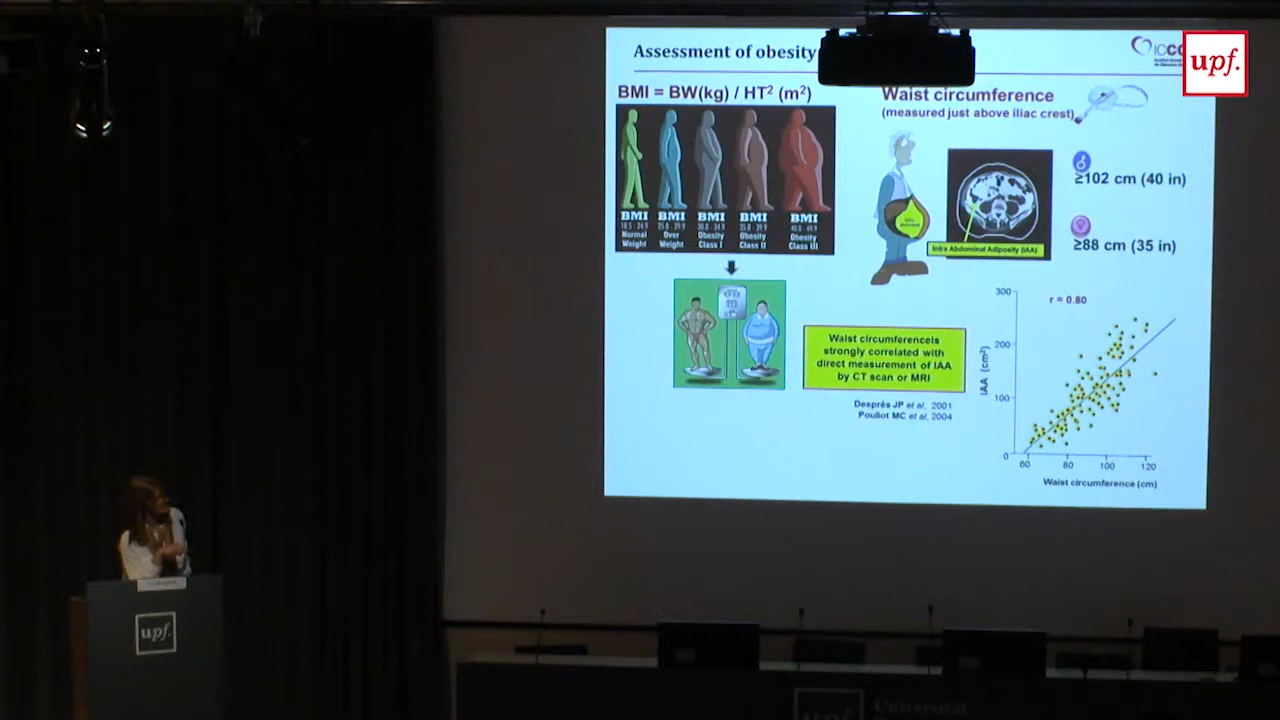 Assessment of obesity
upf.
BMI = BW(kg) / HT² (m²)
BMI
18.5 - 24.9
Normal
Weight
BMI
25.0 - 29.9
Over
Weight
BMI
30.0 - 34.9
Obesity
Class I
BMI
35.0 - 39.9
Obesity
Class II
BMI
40.0 - 49.9
Obesity
Class III
Waist circumference
(measured just above iliac crest)
Intra Abdominal Adiposity (IAA)
≥102 cm (40 in)
≥88 cm (35 in)
Waist circumferenceis
strongly correlated with
direct measurement of IAA
by CT scan or MRI
Després JP et al, 2001
Pouliot MC et al, 2004
r = 0.80
300
200
100
0
IAA (cm²)
60 80 100 120
Waist circumference (cm)
upf.
upf.
Universitat